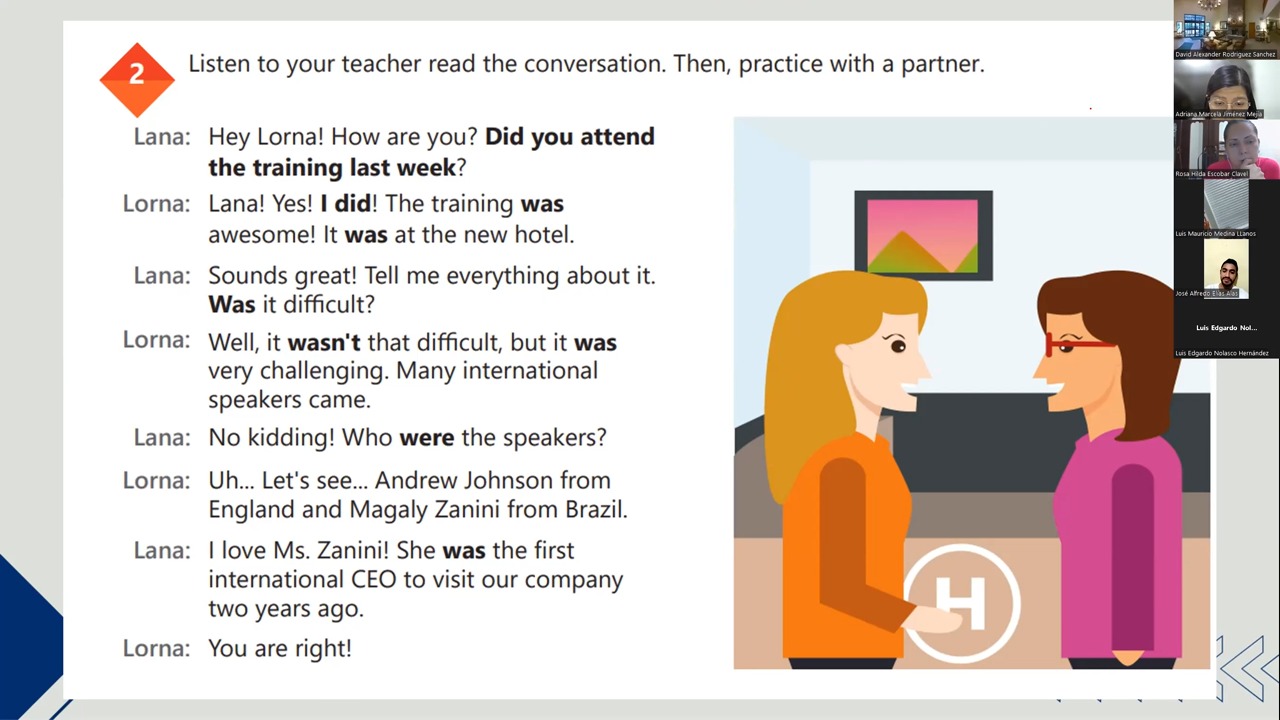 2
Listen to your teacher read the conversation. Then, practice with a partner.
Lana: Hey Lorna! How are you? Did you attend
the training last week?
Lorna: Lana! Yes! I did! The training was
awesome! It was at the new hotel.
Lana: Sounds great! Tell me everything about it.
Was it difficult?
Lorna: Well, it wasn't that difficult, but it was
very challenging. Many international
speakers came.
Lana: No kidding! Who were the speakers?
Lorna: Uh... Let's see... Andrew Johnson from
England and Magaly Zanini from Brazil.
Lana: I love Ms. Zanini! She was the first
international CEO to visit our company
two years ago.
Lorna: You are right!
H
David Alexander Rodriguez Sanchez
Adriana Marcela Jiménez Mejía
Rosa Hilda Escobar Clavel
Luis Mauricio Medina LLanos
José Alfredo Elías Alas
Luis Edgardo Nol...
Luis Edgardo Nolasco Hernández